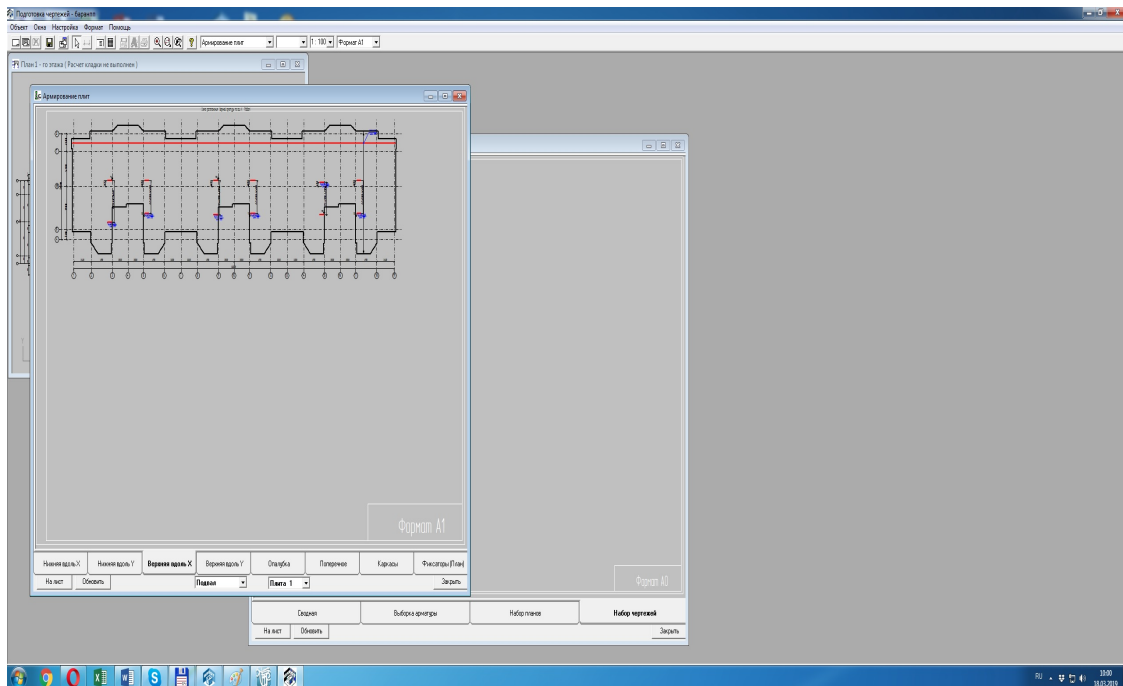 Подготовка чертежей - баранлл
Объект Окна Настройка Формат Помощь
Армирование плит 1: 100 Формат А1
План 1 - го этажа ( Расчет кладки не выполнен )
Армирование плит
Формат А1
Нижняя вдоль X Нижняя вдоль Y Верхняя вдоль X Верхняя вдоль Y Опалубка Поперечное Каркасы Фиксаторы (План)
На лист Обновить Подвал Плита 1 Закрыть
Формат А0
Сводная Выборка арматуры Набор планов Набор чертежей
На лист Обновить Закрыть
RU 10:00
18.03.2019